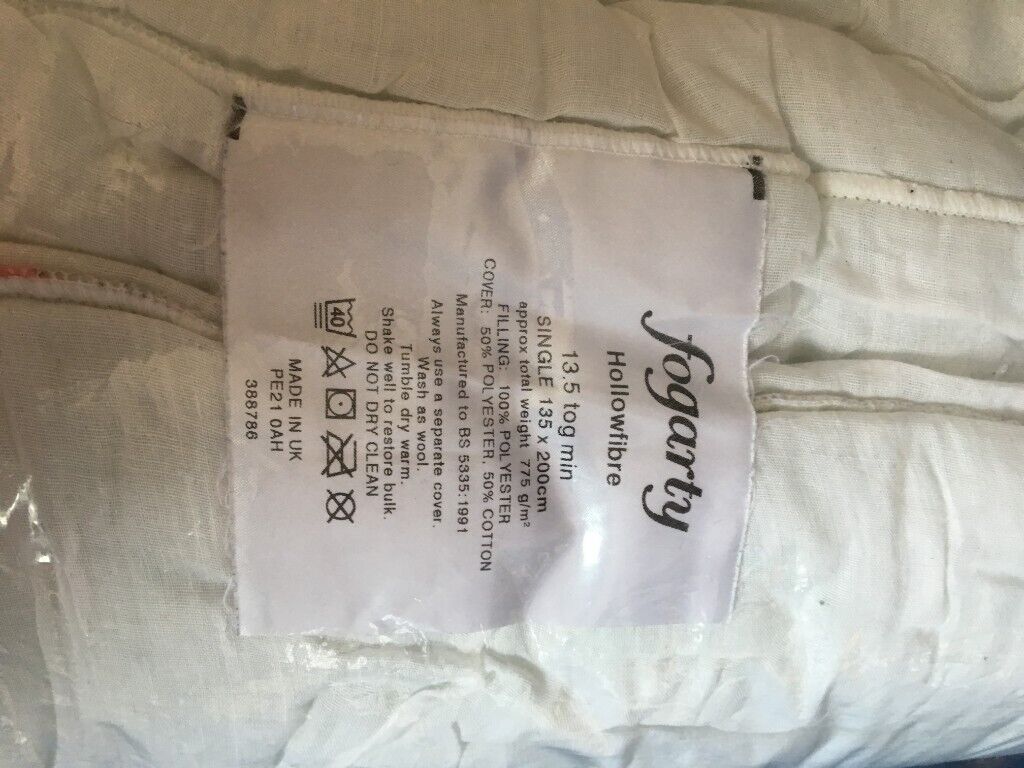 fogarty
Hollowfibre
13.5 tog min
SINGLE 135 x 200cm
approx total weight 775 g/m²
FILLING: 100% POLYESTER
COVER: 50% POLYESTER, 50% COTTON
Manufactured to BS 5335:1991
Always use a separate cover.
Wash as wool.
Tumble dry warm.
Shake well to restore bulk.
DO NOT DRY CLEAN
40
MADE IN UK
PE21 0AH
388786